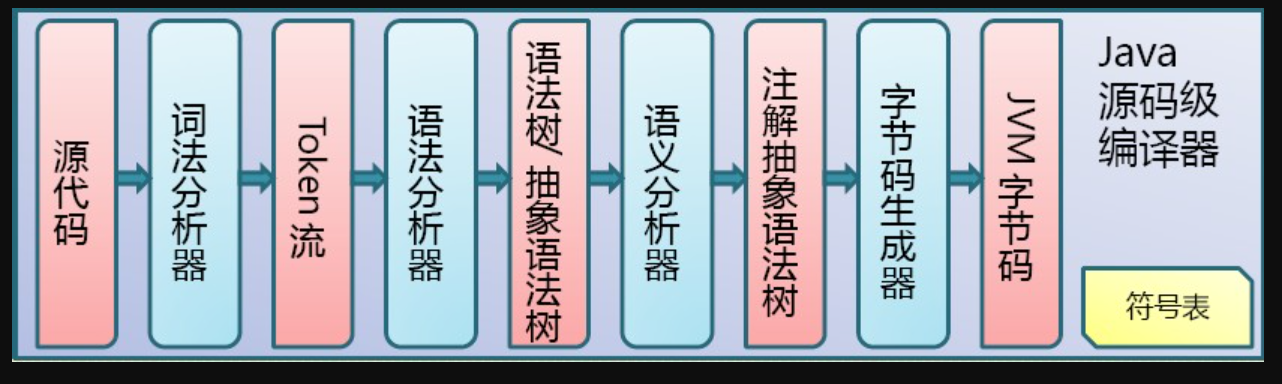 源代码
词法分析器
Token 流
语法分析器
语法树/ 抽象语法树
语义分析器
注解抽象语法树
字节码生成器
JVM 字节码
Java
源码级
编译器
符号表